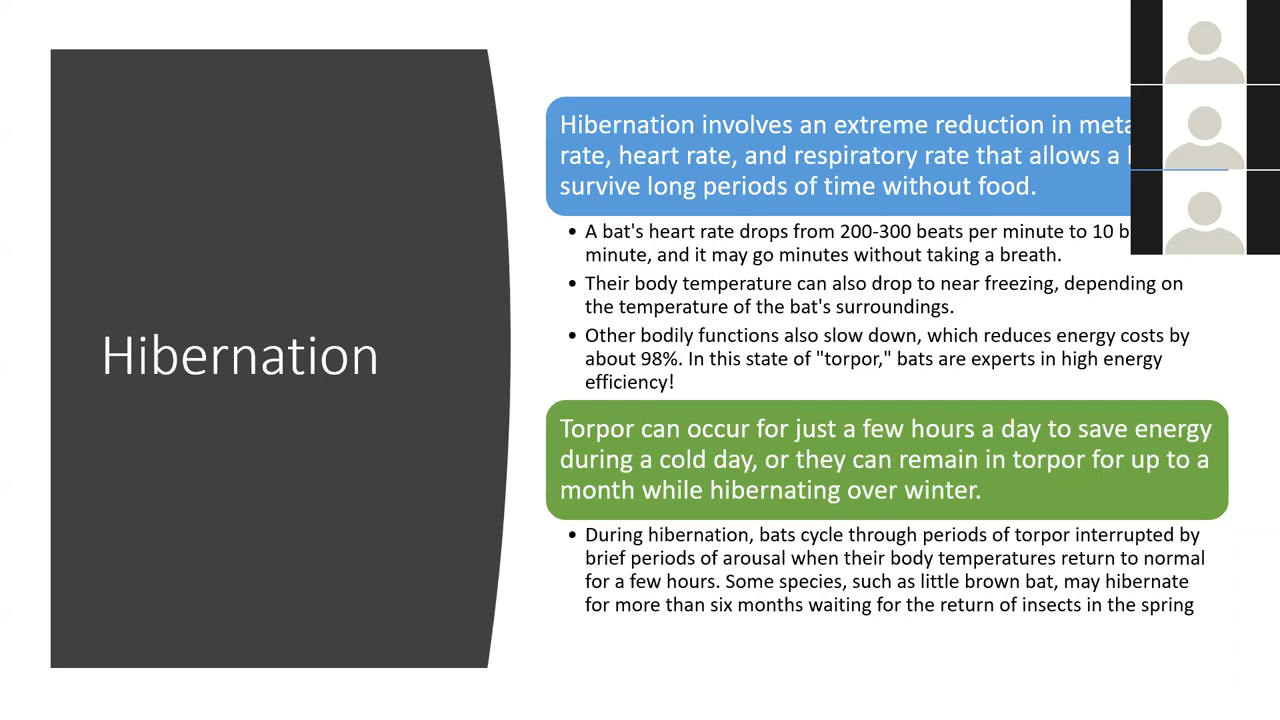 Hibernation
Hibernation involves an extreme reduction in
rate, heart rate, and respiratory rate that allows a
survive long periods of time without food.
• A bat's heart rate drops from 200-300 beats per minute to 10
minute, and it may go minutes without taking a breath.
• Their body temperature can also drop to near freezing, depending on
the temperature of the bat's surroundings.
• Other bodily functions also slow down, which reduces energy costs by
about 98%. In this state of "torpor," bats are experts in high energy
efficiency!
Torpor can occur for just a few hours a day to save energy
during a cold day, or they can remain in torpor for up to a
month while hibernating over winter.
• During hibernation, bats cycle through periods of torpor interrupted by
brief periods of arousal when their body temperatures return to normal
for a few hours. Some species, such as little brown bat, may hibernate
for more than six months waiting for the return of insects in the spring